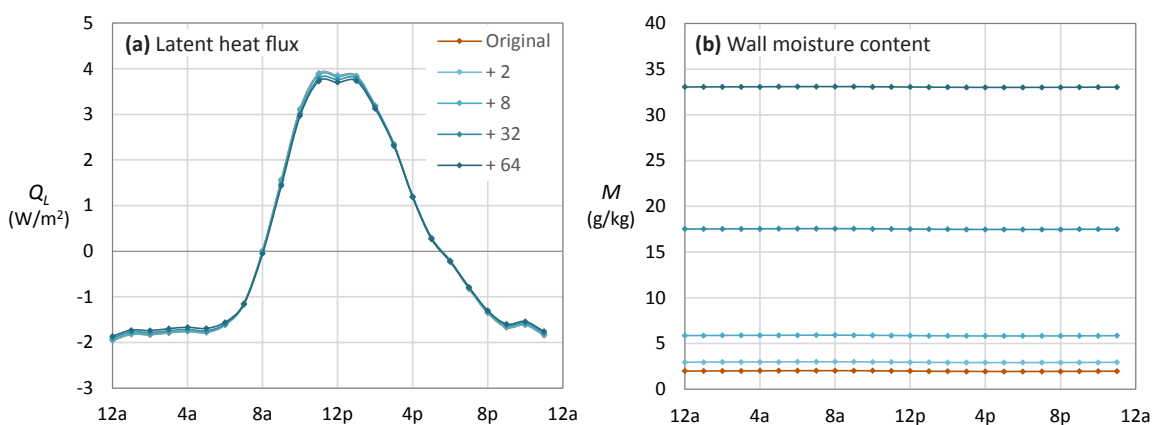 (a) Latent heat flux
Original
+ 2
+ 8
+ 32
+ 64
5
4
3
2
1
0
-1
-2
-3
Q_L
(W/m²)
12a 4a 8a 12p 4p 8p 12a
(b) Wall moisture content
40
35
30
25
20
15
10
5
0
M
(g/kg)
12a 4a 8a 12p 4p 8p 12a